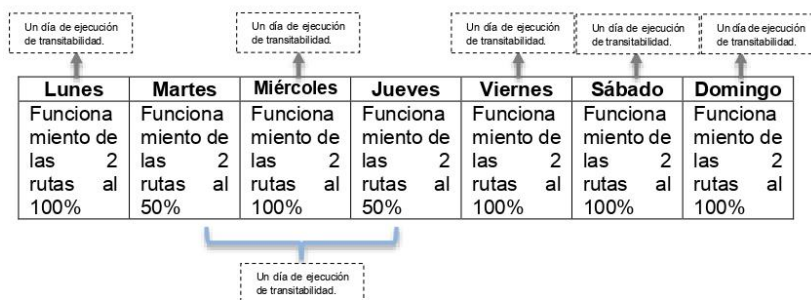 Un día de ejecución
de transitabilidad.
Un día de ejecución
de transitabilidad.
Un día de ejecución
de transitabilidad.
Un día de ejecución
de transitabilidad.
Un día de ejecución
de transitabilidad.
Lunes Martes Miércoles Jueves Viernes Sábado Domingo
Funciona Funciona Funciona Funciona Funciona Funciona Funciona
miento de miento de miento de miento de miento de miento de miento de
las 2 las 2 las 2 las 2 las 2 las 2 las 2
rutas al rutas al rutas al rutas al rutas al rutas al rutas al
100% 50% 100% 50% 100% 100% 100%
Un día de ejecución
de transitabilidad.